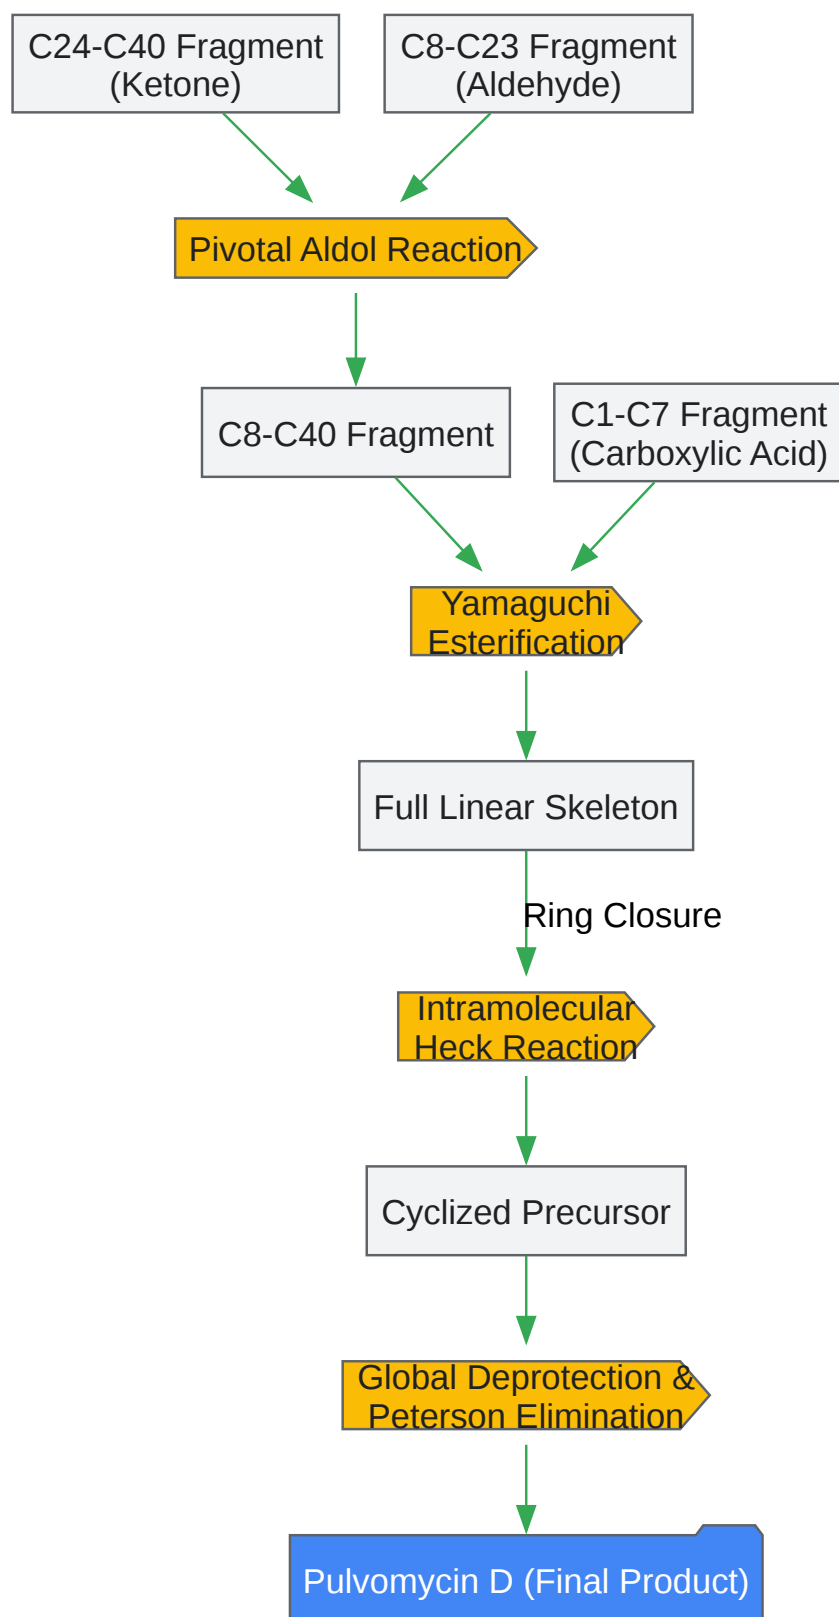 C24-C40 Fragment
(Ketone)
C8-C23 Fragment
(Aldehyde)
Pivotal Aldol Reaction
C8-C40 Fragment
C1-C7 Fragment
(Carboxylic Acid)
Yamaguchi
Esterification
Full Linear Skeleton
Ring Closure
Intramolecular
Heck Reaction
Cyclized Precursor
Global Deprotection &
Peterson Elimination
Pulvomycin D (Final Product)